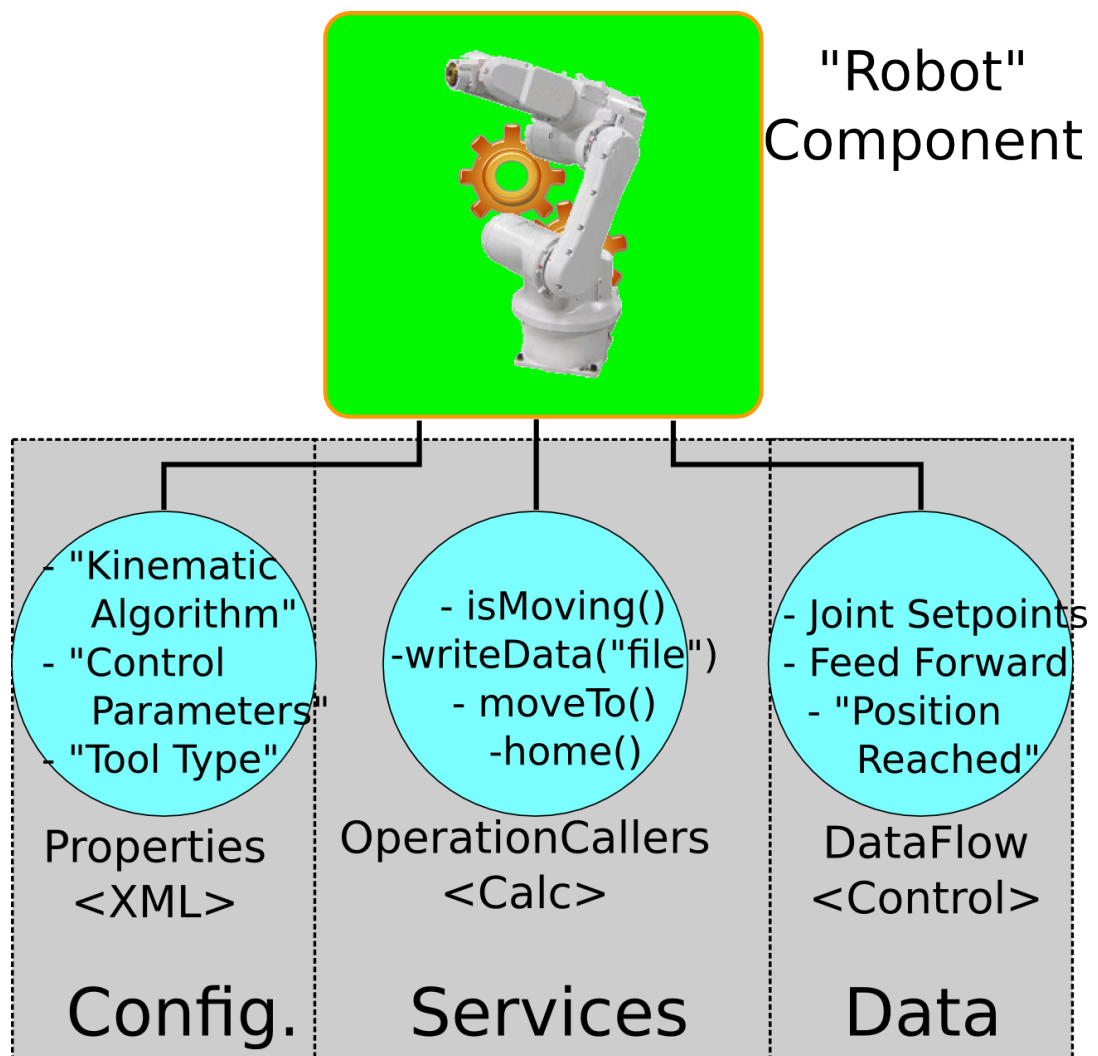 "Robot"
Component
- "Kinematic
Algorithm"
- "Control
Parameters"
- "Tool Type"
Properties
<XML>
Config.
- isMoving()
-writeData("file")
- moveTo()
-home()
OperationCallers
<Calc>
Services
- Joint Setpoints
- Feed Forward
- "Position
Reached"
DataFlow
<Control>
Data